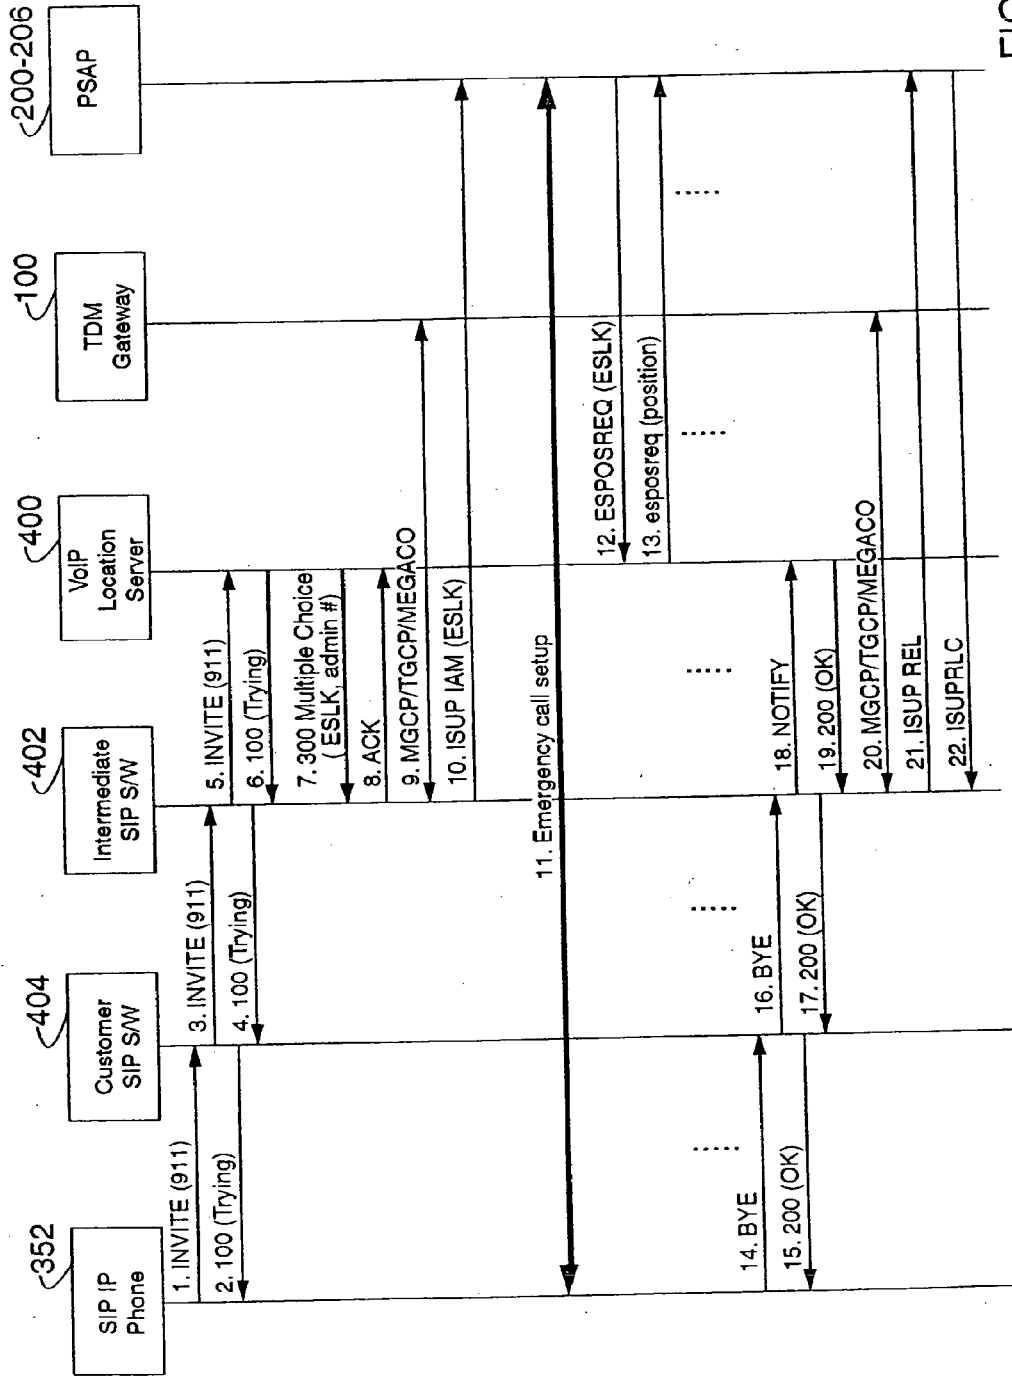 352
SIP IP
Phone
404
Customer
SIP S/W
402
Intermediate
SIP S/W
400
VoIP
Location
Server
100
TDM
Gateway
200-206
PSAP
1. INVITE (911)
2. 100 (Trying)
3. INVITE (911)
4. 100 (Trying)
5. INVITE (911)
6. 100 (Trying)
7. 300 Multiple Choice
( ESLK, admin #)
8. ACK
9. MGCP/TGCP/MEGACO
10. ISUP IAM (ESLK)
11. Emergency call setup
12. ESPOSREQ (ESLK)
13. esposreq (position)
14. BYE
15. 200 (OK)
16. BYE
17. 200 (OK)
18. NOTIFY
19. 200 (OK)
20. MGCP/TGCP/MEGACO
21. ISUP REL
22. ISUPRLC